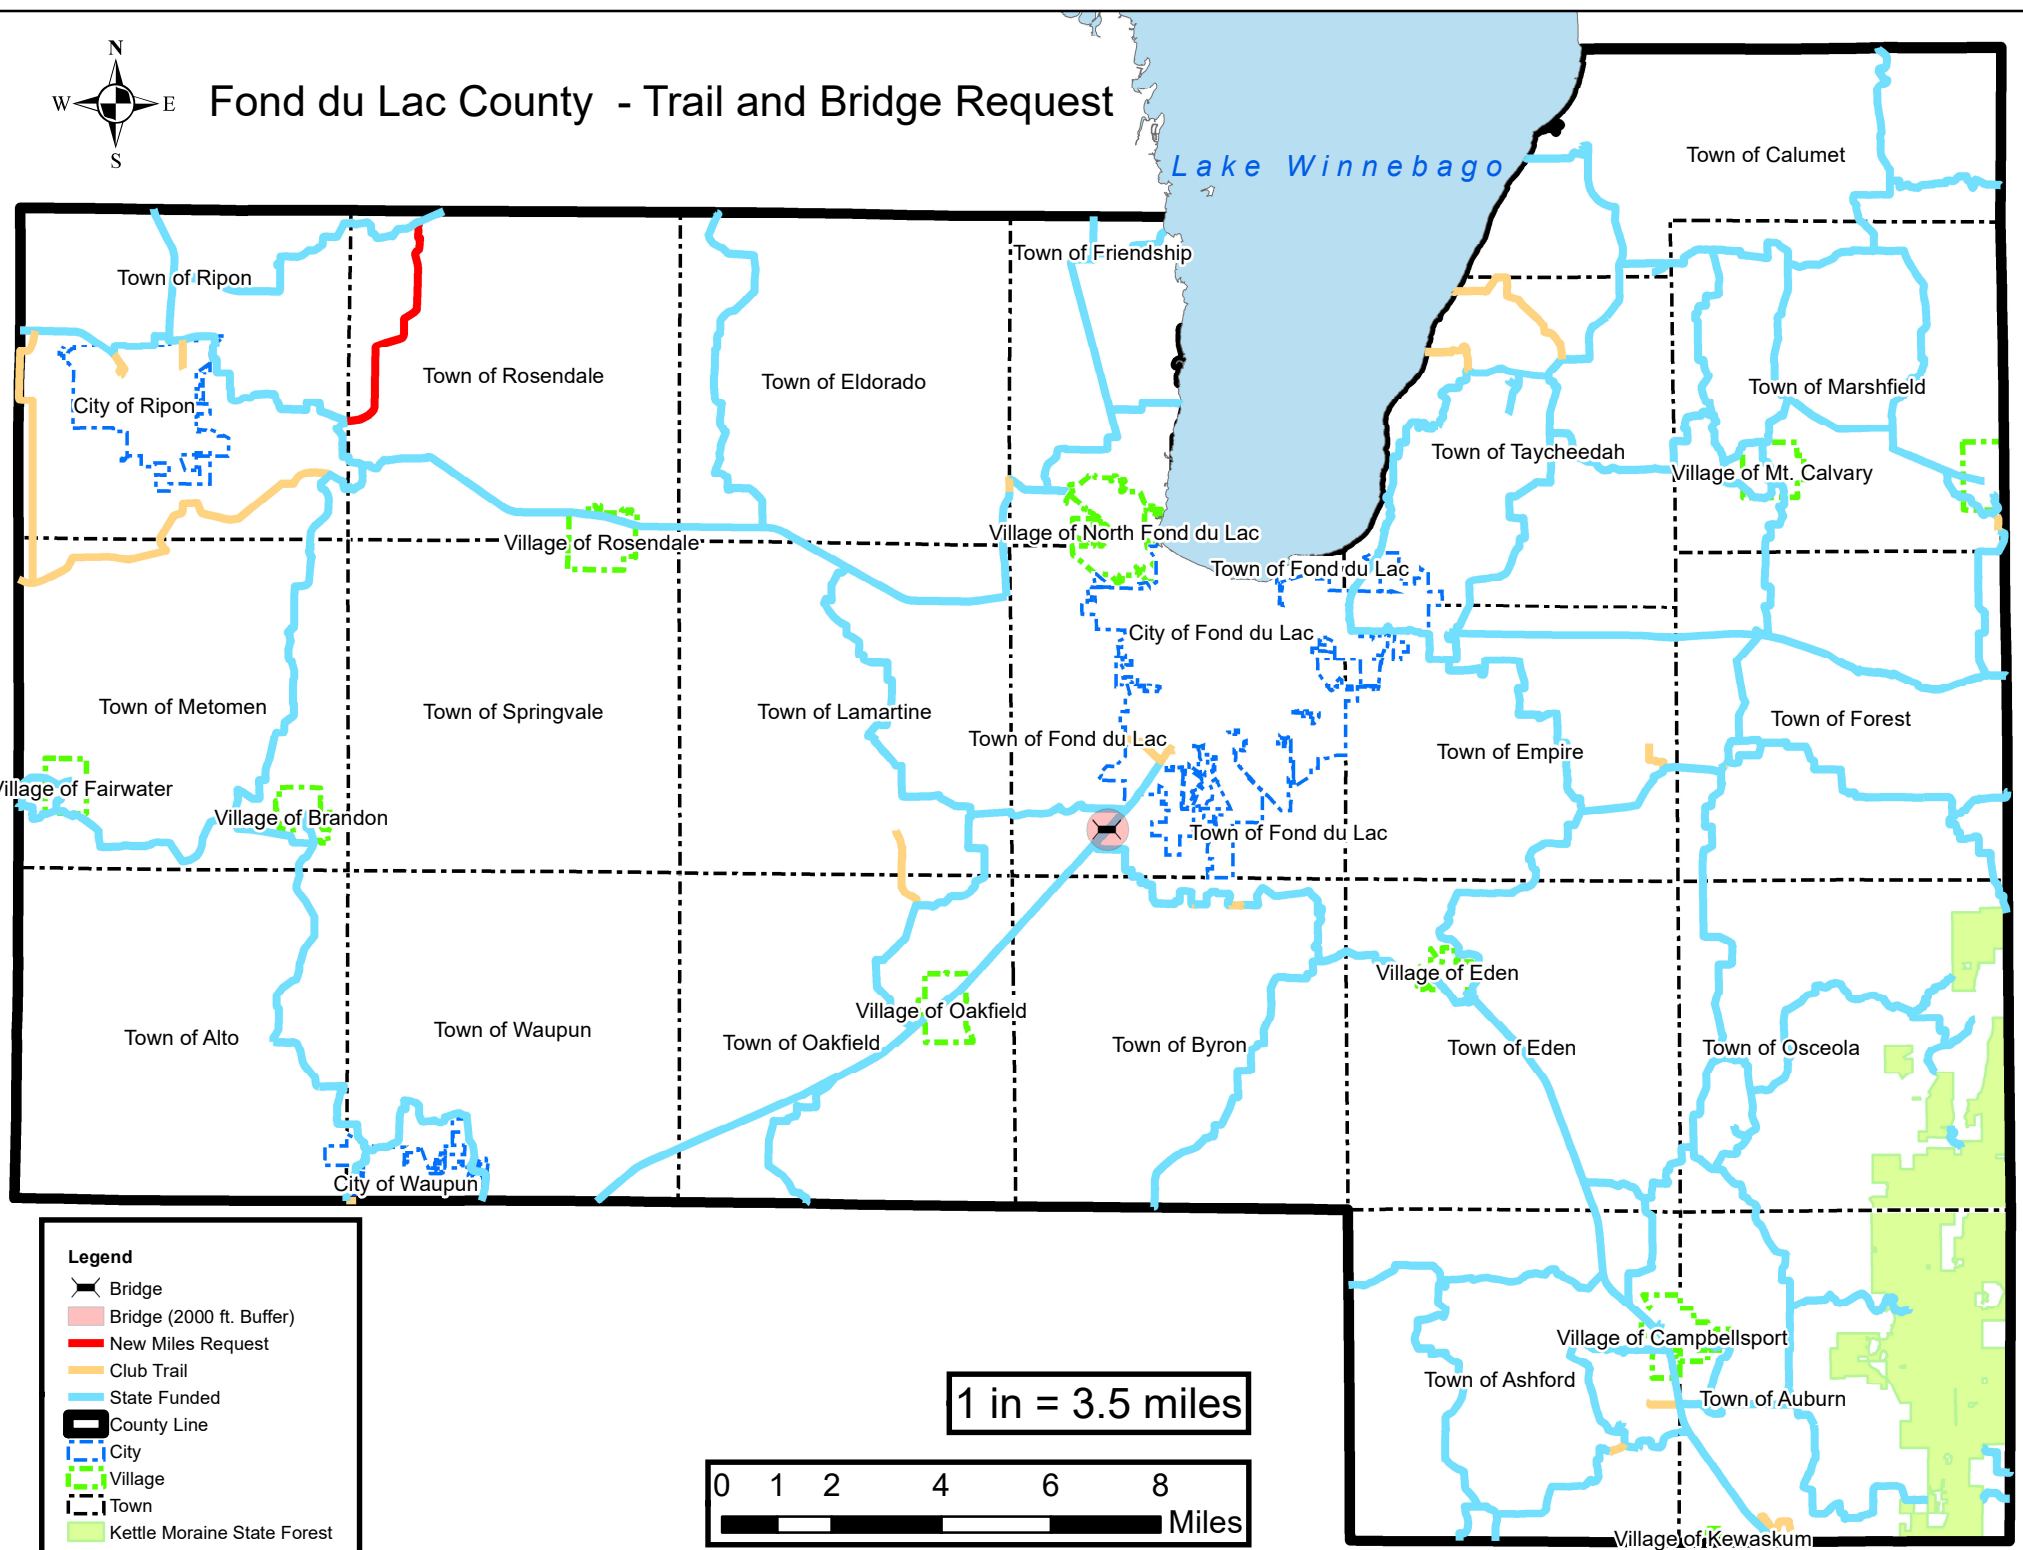 N
W E
S
Fond du Lac County - Trail and Bridge Request
Lake Winnebago
Town of Calumet
Town of Friendship
Town of Ripon
Town of Rosendale
Town of Eldorado
Town of Marshfield
City of Ripon
Town of Taycheedah
Village of Mt. Calvary
Village of Rosendale
Village of North Fond du Lac
Town of Fond du Lac
City of Fond du Lac
Town of Metomen
Town of Springvale
Town of Lamartine
Town of Fond du Lac
Town of Empire
Town of Forest
Village of Fairwater
Village of Brandon
Town of Fond du Lac
Village of Eden
Village of Oakfield
Town of Alto
Town of Waupun
Town of Oakfield
Town of Byron
Town of Eden
Town of Osceola
City of Waupun
Village of Campbellsport
Town of Ashford
Town of Auburn
Village of Kewaskum
Legend
Bridge
Bridge (2000 ft. Buffer)
New Miles Request
Club Trail
State Funded
County Line
City
Village
Town
Kettle Moraine State Forest
1 in = 3.5 miles
0 1 2 4 6 8
Miles